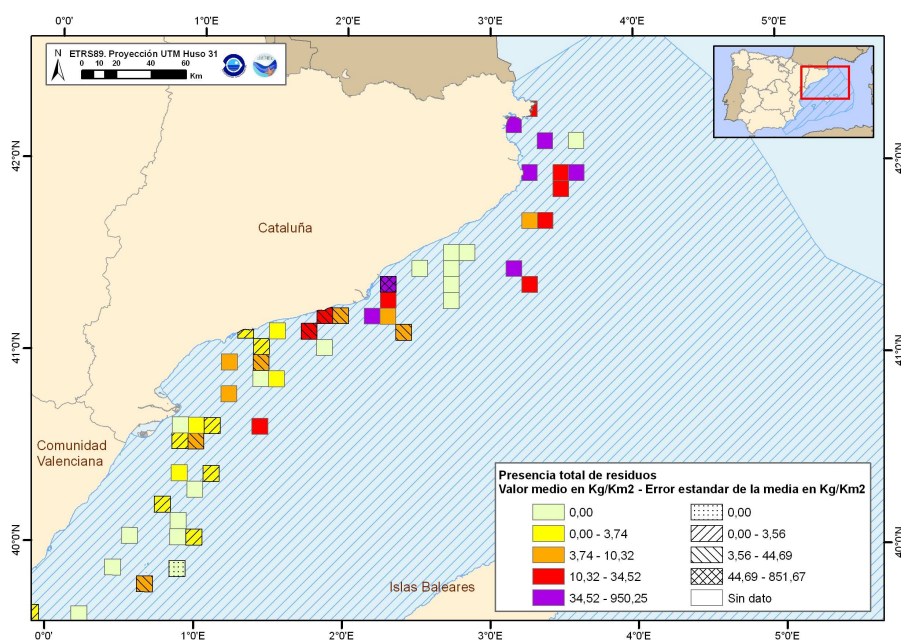 0°0' 1°0'E 2°0'E 3°0'E 4°0'E 5°0'E
N
ETRS89. Proyección UTM Huso 31
0 10 20 40 60
Km
42°0'N 42°0'N
Cataluña
41°0'N 41°0'N
Comunidad
Valenciana
Presencia total de residuos
Valor medio en Kg/Km2 - Error estandar de la media en Kg/Km2
0,00 0,00
0,00 - 3,74 0,00 - 3,56
3,74 - 10,32 3,56 - 44,69
10,32 - 34,52 44,69 - 851,67
34,52 - 950,25 Sin dato
40°0'N 40°0'N
Islas Baleares
0°0' 1°0'E 2°0'E 3°0'E 4°0'E 5°0'E